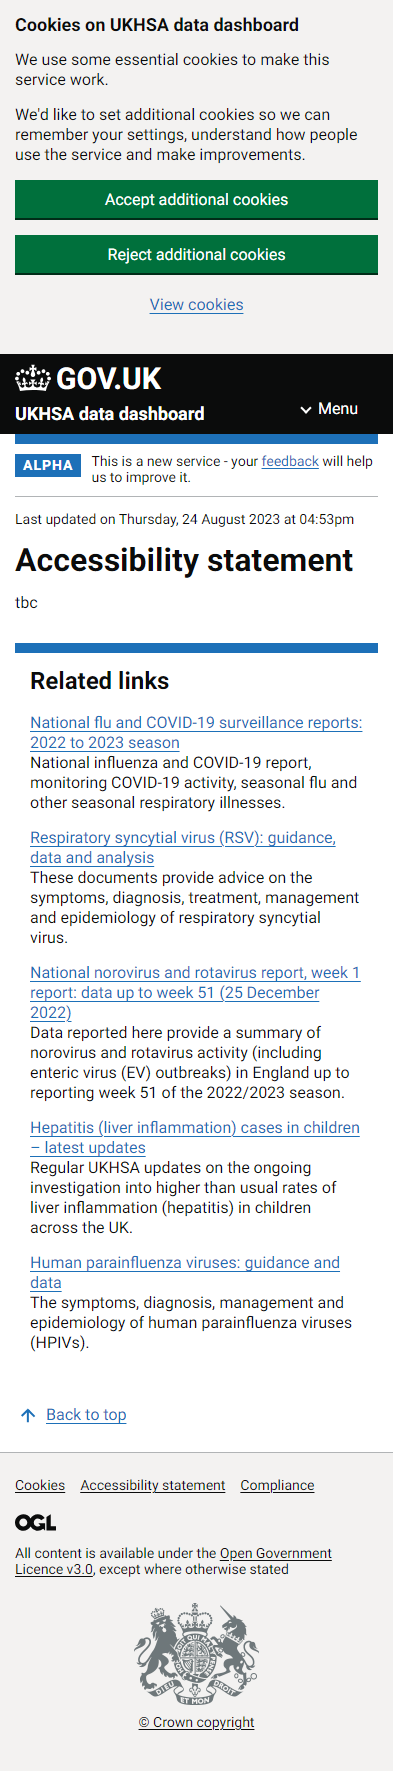 Cookies on UKHSA data dashboard
We use some essential cookies to make this
service work.
We'd like to set additional cookies so we can
remember your settings, understand how people
use the service and make improvements.
Accept additional cookies
Reject additional cookies
View cookies
GOV.UK
UKHSA data dashboard
Menu
ALPHA
This is a new service - your feedback will help
us to improve it.
Last updated on Thursday, 24 August 2023 at 04:53pm
Accessibility statement
tbc
Related links
National flu and COVID-19 surveillance reports:
2022 to 2023 season
National influenza and COVID-19 report,
monitoring COVID-19 activity, seasonal flu and
other seasonal respiratory illnesses.
Respiratory syncytial virus (RSV): guidance,
data and analysis
These documents provide advice on the
symptoms, diagnosis, treatment, management
and epidemiology of respiratory syncytial
virus.
National norovirus and rotavirus report, week 1
report: data up to week 51 (25 December
2022)
Data reported here provide a summary of
norovirus and rotavirus activity (including
enteric virus (EV) outbreaks) in England up to
reporting week 51 of the 2022/2023 season.
Hepatitis (liver inflammation) cases in children
– latest updates
Regular UKHSA updates on the ongoing
investigation into higher than usual rates of
liver inflammation (hepatitis) in children
across the UK.
Human parainfluenza viruses: guidance and
data
The symptoms, diagnosis, management and
epidemiology of human parainfluenza viruses
(HPIVs).
Back to top
Cookies Accessibility statement Compliance
OGL
All content is available under the Open Government
Licence v3.0, except where otherwise stated
DIEU ET MON DROIT
© Crown copyright